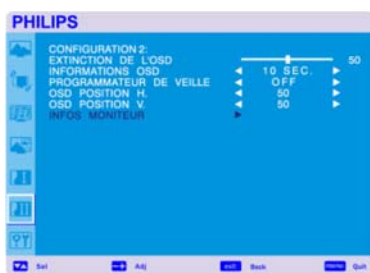 PHILIPS
CONFIGURATION 2:
EXTINCTION DE L'OSD 50
INFORMATIONS OSD 10 SEC.
PROGRAMMATEUR DE VEILLE OFF
OSD POSITION H. 50
OSD POSITION V. 50
INFOS MONITEUR
Sel Adj exit Back menu Quit